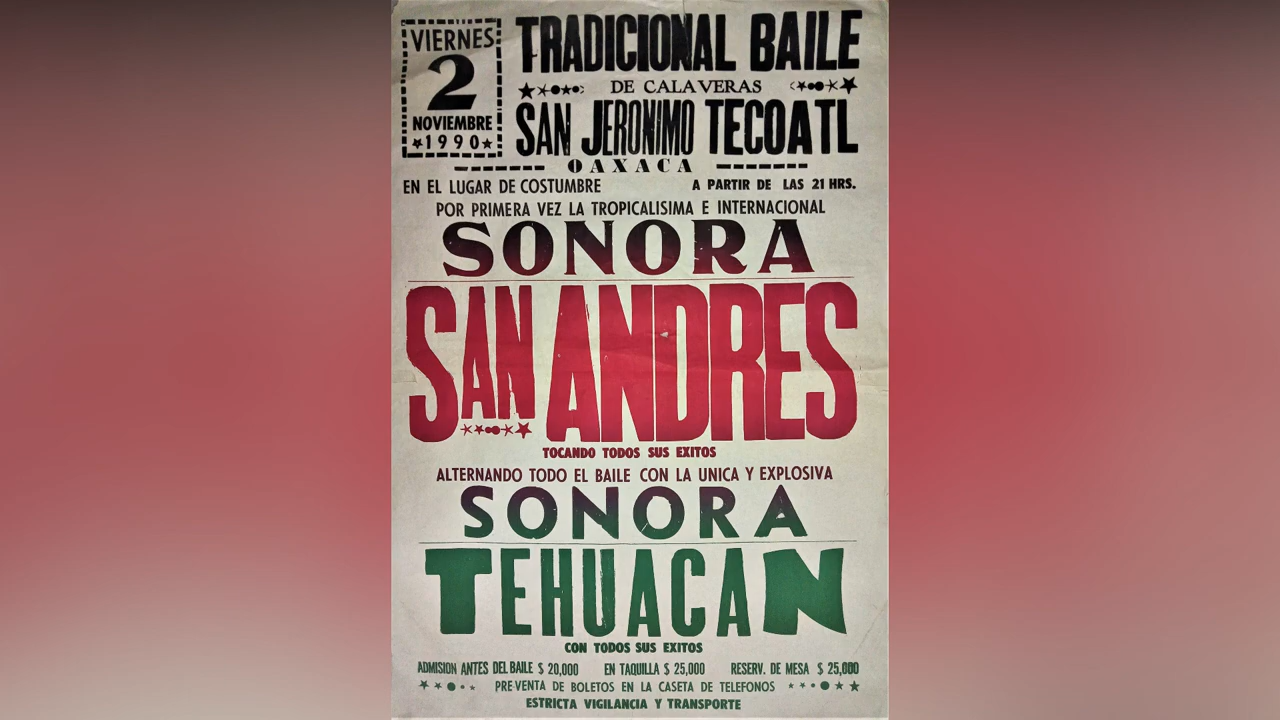 VIERNES
2
NOVIEMBRE
1990
TRADICIONAL BAILE
DE CALAVERAS
SAN JERONIMO TECOATL
OAXACA
EN EL LUGAR DE COSTUMBRE
A PARTIR DE LAS 21 HRS.
POR PRIMERA VEZ LA TROPICALISIMA E INTERNACIONAL
SONORA
SAN ANDRES
TOCANDO TODOS SUS EXITOS
ALTERNANDO TODO EL BAILE CON LA UNICA Y EXPLOSIVA
SONORA
TEHUACAN
CON TODOS SUS EXITOS
ADMISION ANTES DEL BAILE $ 20,000 EN TAQUILLA $ 25,000 RESERV. DE MESA $ 25,000
PRE-VENTA DE BOLETOS EN LA CASETA DE TELEFONOS
ESTRICTA VIGILANCIA Y TRANSPORTE